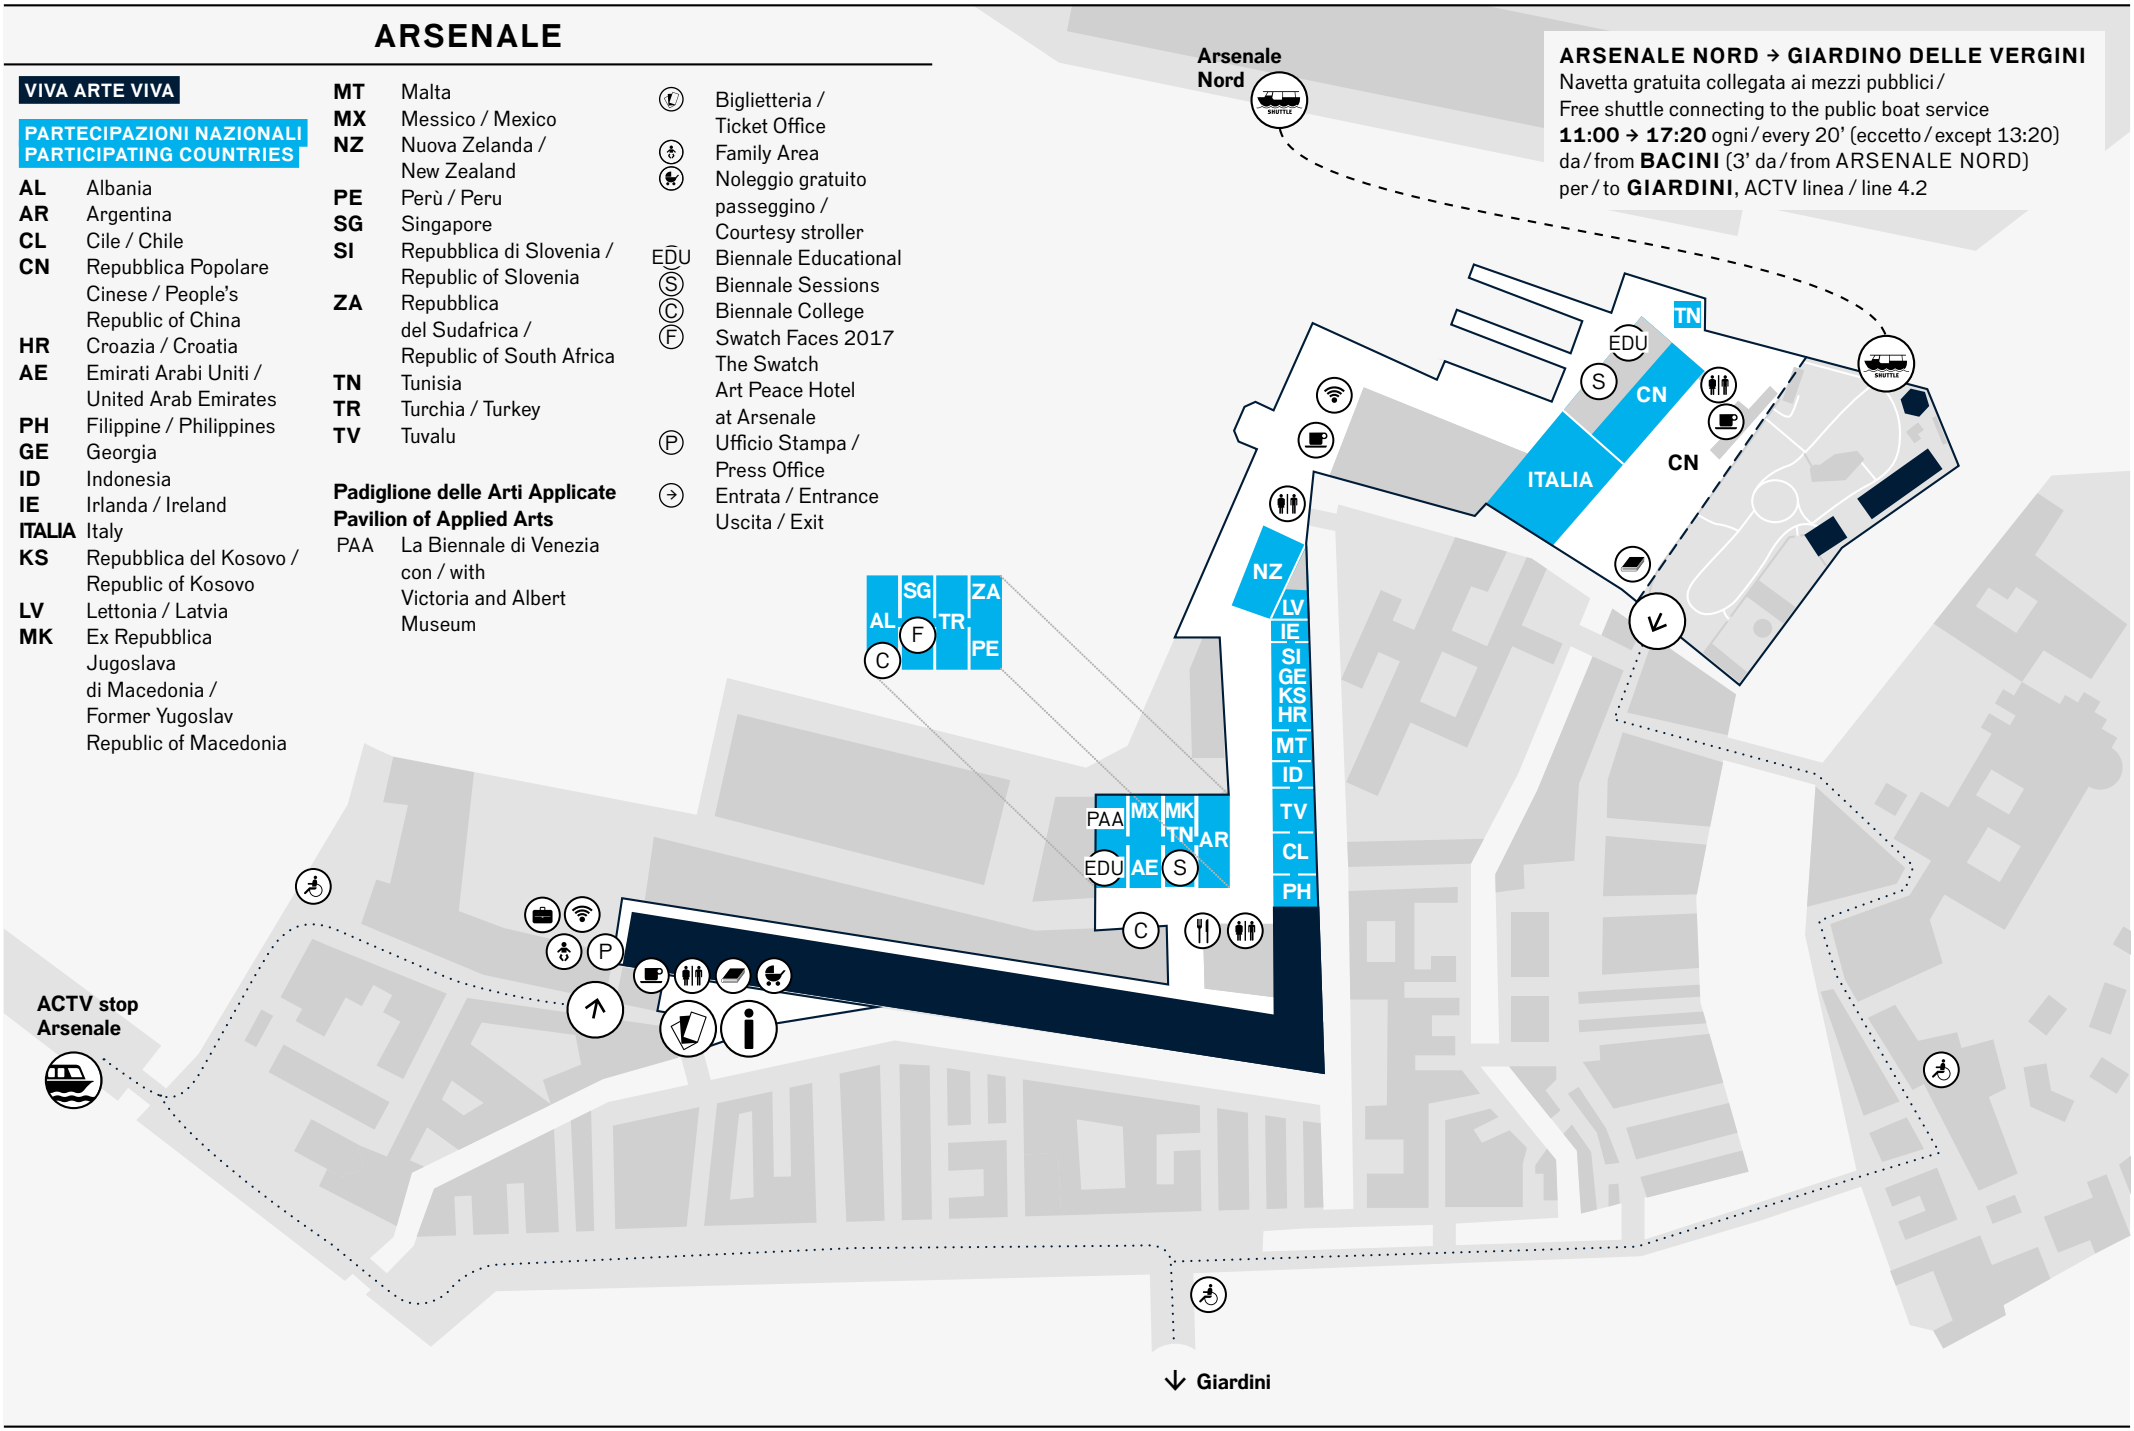 ARSENALE
VIVA ARTE VIVA
PARTECIPAZIONI NAZIONALI
PARTICIPATING COUNTRIES
AL Albania
AR Argentina
CL Cile / Chile
CN Repubblica Popolare
Cinese / People's
Republic of China
HR Croazia / Croatia
AE Emirati Arabi Uniti /
United Arab Emirates
PH Filippine / Philippines
GE Georgia
ID Indonesia
IE Irlanda / Ireland
ITALIA Italy
KS Repubblica del Kosovo /
Republic of Kosovo
LV Lettonia / Latvia
MK Ex Repubblica
Jugoslava
di Macedonia /
Former Yugoslav
Republic of Macedonia
MT Malta
MX Messico / Mexico
NZ Nuova Zelanda /
New Zealand
PE Perù / Peru
SG Singapore
SI Repubblica di Slovenia /
Republic of Slovenia
ZA Repubblica
del Sudafrica /
Republic of South Africa
TN Tunisia
TR Turchia / Turkey
TV Tuvalu
Padiglione delle Arti Applicate
Pavilion of Applied Arts
PAA La Biennale di Venezia
con / with
Victoria and Albert
Museum
Biglietteria /
Ticket Office
Family Area
Noleggio gratuito
passeggino /
Courtesy stroller
EDU Biennale Educational
S Biennale Sessions
C Biennale College
F Swatch Faces 2017
The Swatch
Art Peace Hotel
at Arsenale
P Ufficio Stampa /
Press Office
→ Entrata / Entrance
Uscita / Exit
Arsenale
Nord
SHUTTLE
ARSENALE NORD → GIARDINO DELLE VERGINI
Navetta gratuita collegata ai mezzi pubblici /
Free shuttle connecting to the public boat service
11:00 → 17:20 ogni / every 20' (eccetto / except 13:20)
da / from BACINI (3' da / from ARSENALE NORD)
per / to GIARDINI, ACTV linea / line 4.2
TN
EDU
SHUTTLE
S
CN
CN
ITALIA
NZ
LV
IE
SI
GE
KS
HR
MT
ID
TV
CL
PH
SG
ZA
AL
TR
F
PE
C
PAA
MX
MK
TN
AR
EDU
AE
S
C
P
i
ACTV stop
Arsenale
↓ Giardini